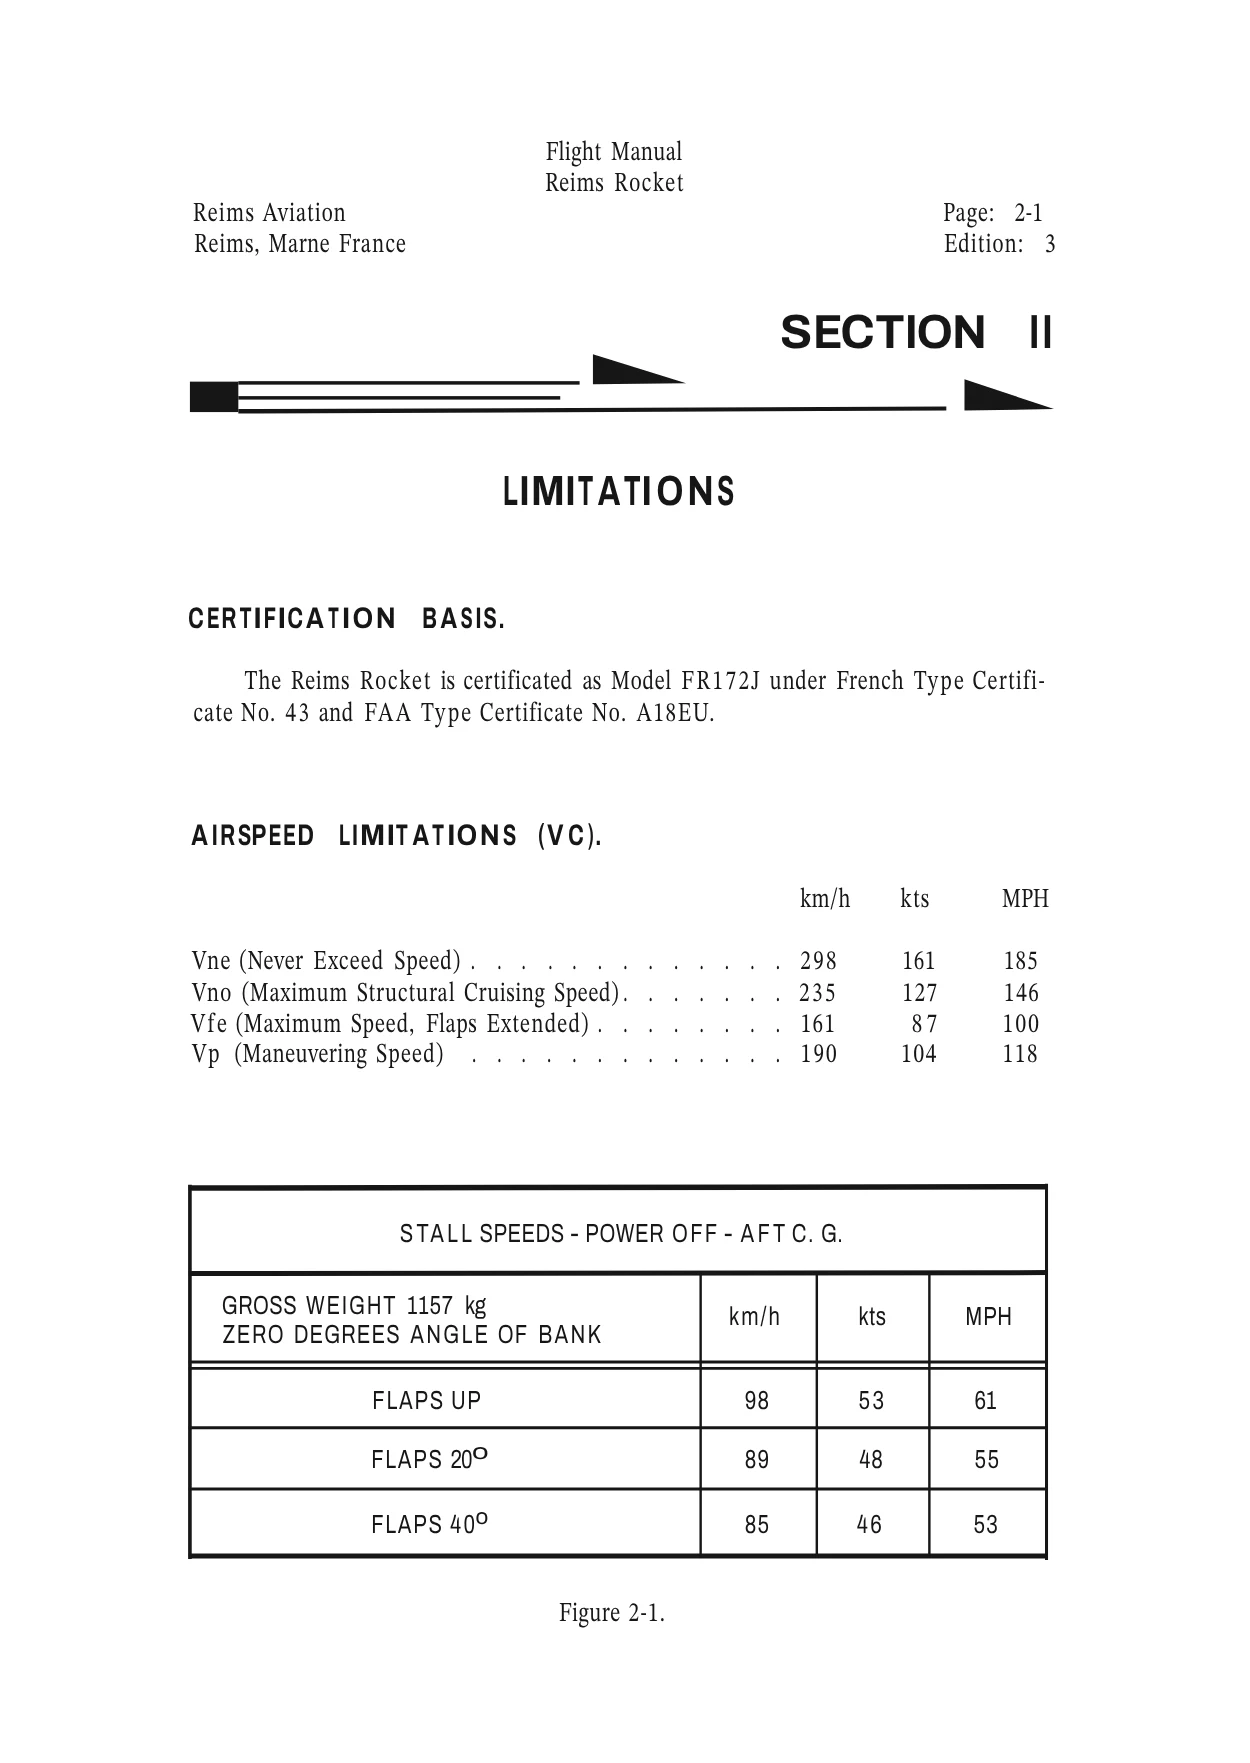 Flight Manual
Reims Rocket
Reims Aviation Page: 2-1
Reims, Marne France Edition: 3
SECTION II
LIMITATIONS
CERTIFICATION BASIS.
The Reims Rocket is certificated as Model FR172J under French Type Certifi-
cate No. 43 and FAA Type Certificate No. A18EU.
AIRSPEED LIMITATIONS (VC).
km/h kts MPH
Vne (Never Exceed Speed) . . . . . . . . . . . . . 298 161 185
Vno (Maximum Structural Cruising Speed). . . . . . . 235 127 146
Vfe (Maximum Speed, Flaps Extended) . . . . . . . . 161 87 100
Vp (Maneuvering Speed) . . . . . . . . . . . . . 190 104 118
STALL SPEEDS - POWER OFF - AFT C. G.
GROSS WEIGHT 1157 kg
ZERO DEGREES ANGLE OF BANK
km/h kts MPH
FLAPS UP 98 53 61
FLAPS 20º 89 48 55
FLAPS 40º 85 46 53
Figure 2-1.